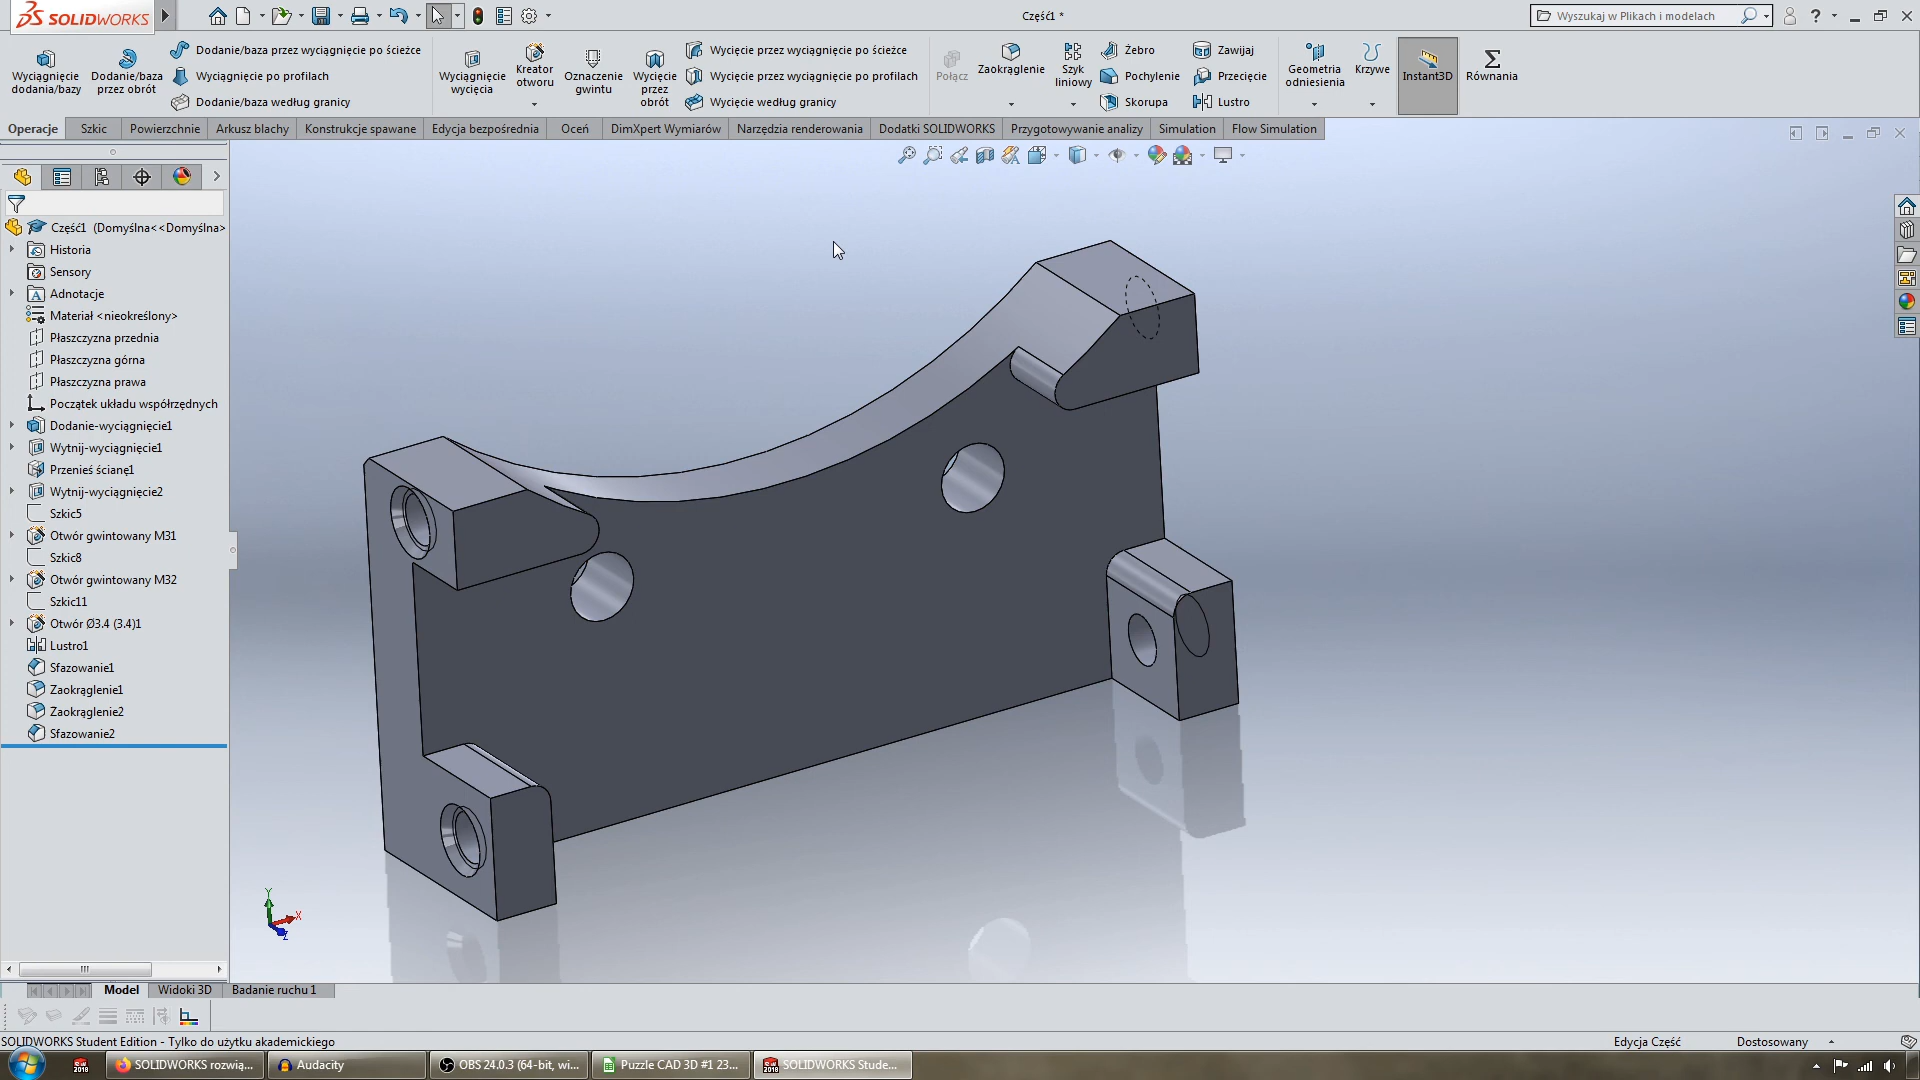 SOLIDWORKS
Część1 *
Wyszukaj w Plikach i modelach
?
Wyciągnięcie
dodania/bazy
Dodanie/baza
przez obrót
Dodanie/baza przez wyciągnięcie po ścieżce
Wyciągnięcie po profilach
Dodanie/baza według granicy
Wyciągnięcie
wycięcia
Kreator
otworu
Oznaczenie
gwintu
Wycięcie
przez
obrót
Wycięcie przez wyciągnięcie po ścieżce
Wycięcie przez wyciągnięcie po profilach
Wycięcie według granicy
Połącz
Zaokrąglenie
Szyk
liniowy
Żebro
Pochylenie
Skorupa
Zawijaj
Przecięcie
Lustro
Geometria
odniesienia
Krzywe
Instant3D
Równania
Operacje
Szkic
Powierzchnie
Arkusz blachy
Konstrukcje spawane
Edycja bezpośrednia
Oceń
DimXpert Wymiarów
Narzędzia renderowania
Dodatki SOLIDWORKS
Przygotowywanie analizy
Simulation
Flow Simulation
Część1 (Domyślna<<Domyślna>
Historia
Sensory
Adnotacje
Materiał <nieokreślony>
Płaszczyzna przednia
Płaszczyzna górna
Płaszczyzna prawa
Początek układu współrzędnych
Dodanie-wyciągnięcie1
Wytnij-wyciągnięcie1
Przenieś ścianę1
Wytnij-wyciągnięcie2
Szkic5
Otwór gwintowany M31
Szkic8
Otwór gwintowany M32
Szkic11
Otwór Ø3.4 (3.4)1
Lustro1
Sfazowanie1
Zaokrąglenie1
Zaokrąglenie2
Sfazowanie2
Y
X
Z
Model
Widoki 3D
Badanie ruchu 1
SOLIDWORKS Student Edition - Tylko do użytku akademickiego
Edycja Część
Dostosowany
2018
SOLIDWORKS rozwią...
Audacity
OBS 24.0.3 (64-bit, wi...
Puzzle CAD 3D #1 23...
SOLIDWORKS Stude...